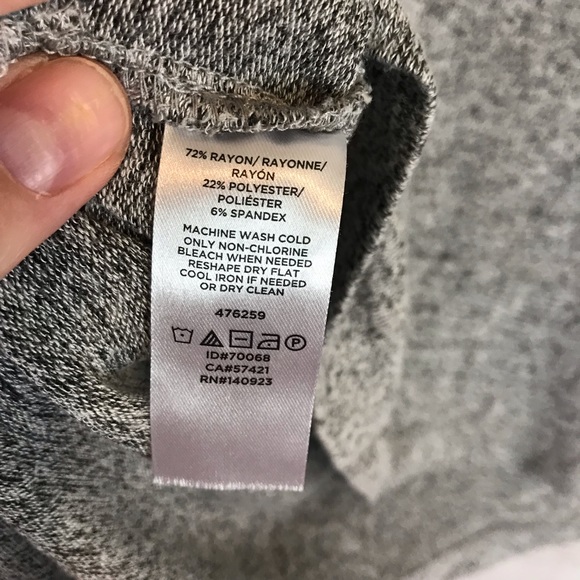 72% RAYON/ RAYONNE/
RAYÓN
22% POLYESTER/
POLIÉSTER
6% SPANDEX
MACHINE WASH COLD
ONLY NON-CHLORINE
BLEACH WHEN NEEDED
RESHAPE DRY FLAT
COOL IRON IF NEEDED
OR DRY CLEAN
476259
P
ID#70068
CA#57421
RN#140923